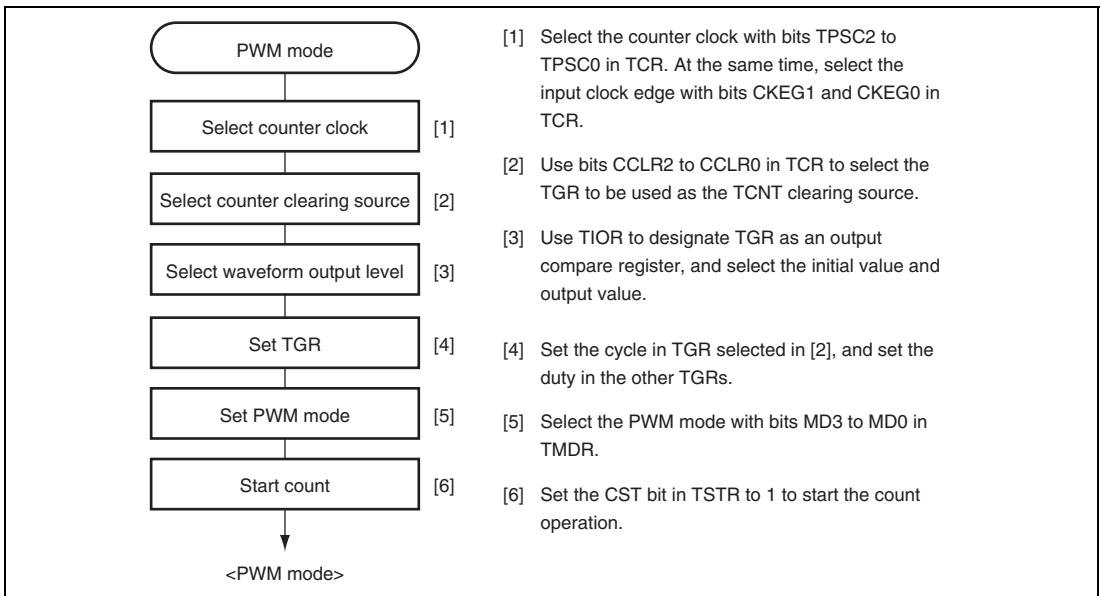 PWM mode
Select counter clock [1]
Select counter clearing source [2]
Select waveform output level [3]
Set TGR [4]
Set PWM mode [5]
Start count [6]
<PWM mode>
[1] Select the counter clock with bits TPSC2 to
TPSC0 in TCR. At the same time, select the
input clock edge with bits CKEG1 and CKEG0 in
TCR.
[2] Use bits CCLR2 to CCLR0 in TCR to select the
TGR to be used as the TCNT clearing source.
[3] Use TIOR to designate TGR as an output
compare register, and select the initial value and
output value.
[4] Set the cycle in TGR selected in [2], and set the
duty in the other TGRs.
[5] Select the PWM mode with bits MD3 to MD0 in
TMDR.
[6] Set the CST bit in TSTR to 1 to start the count
operation.